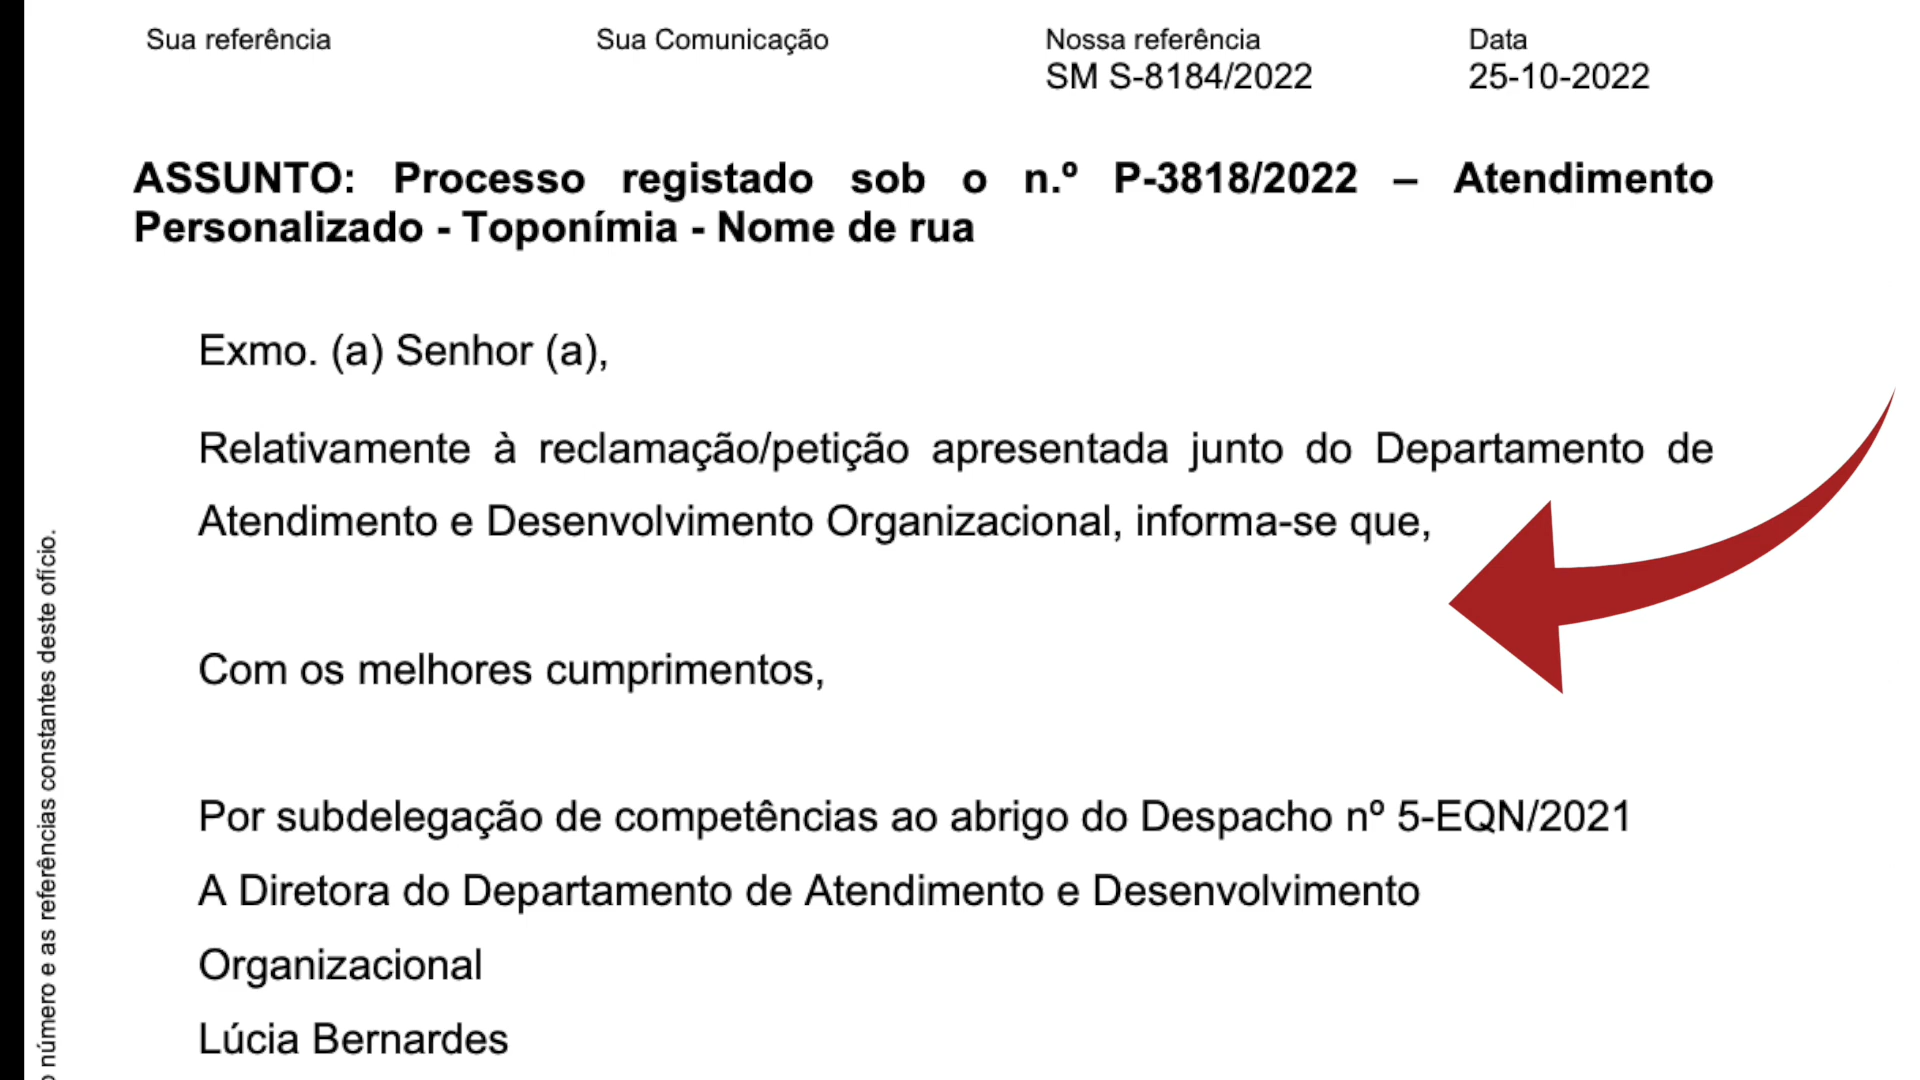 Sua referência
Sua Comunicação
Nossa referência
Data
SM S-8184/2022
25-10-2022
ASSUNTO: Processo registado sob o n.º P-3818/2022 – Atendimento
Personalizado - Toponímia - Nome de rua
Exmo. (a) Senhor (a),
Relativamente à reclamação/petição apresentada junto do Departamento de
Atendimento e Desenvolvimento Organizacional, informa-se que,
Com os melhores cumprimentos,
Por subdelegação de competências ao abrigo do Despacho nº 5-EQN/2021
A Diretora do Departamento de Atendimento e Desenvolvimento
Organizacional
Lúcia Bernardes
o número e as referências constantes deste ofício.